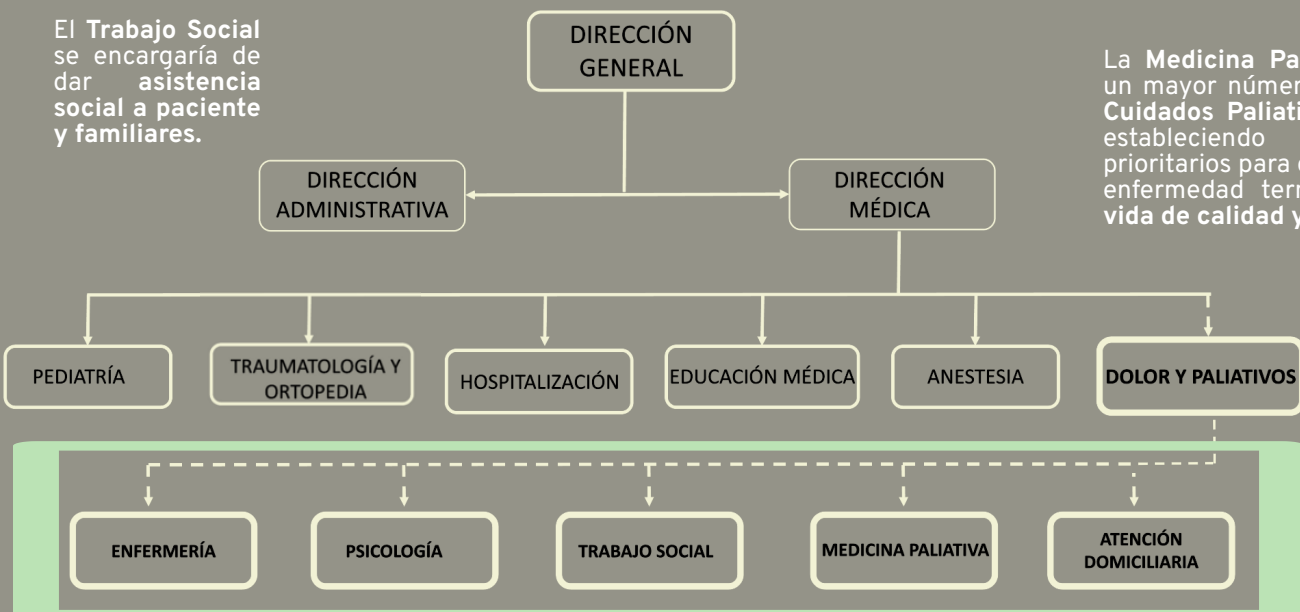 El Trabajo Social
se encargaría de
dar asistencia
social a paciente
y familiares.
DIRECCIÓN
GENERAL
La Medicina Pa
un mayor númer
Cuidados Paliati
estableciendo
prioritarios para
enfermedad terr
vida de calidad y
DIRECCIÓN
ADMINISTRATIVA
DIRECCIÓN
MÉDICA
PEDIATRÍA
TRAUMATOLOGÍA Y
ORTOPEDIA
HOSPITALIZACIÓN
EDUCACIÓN MÉDICA
ANESTESIA
DOLOR Y PALIATIVOS
ENFERMERÍA
PSICOLOGÍA
TRABAJO SOCIAL
MEDICINA PALIATIVA
ATENCIÓN
DOMICILIARIA